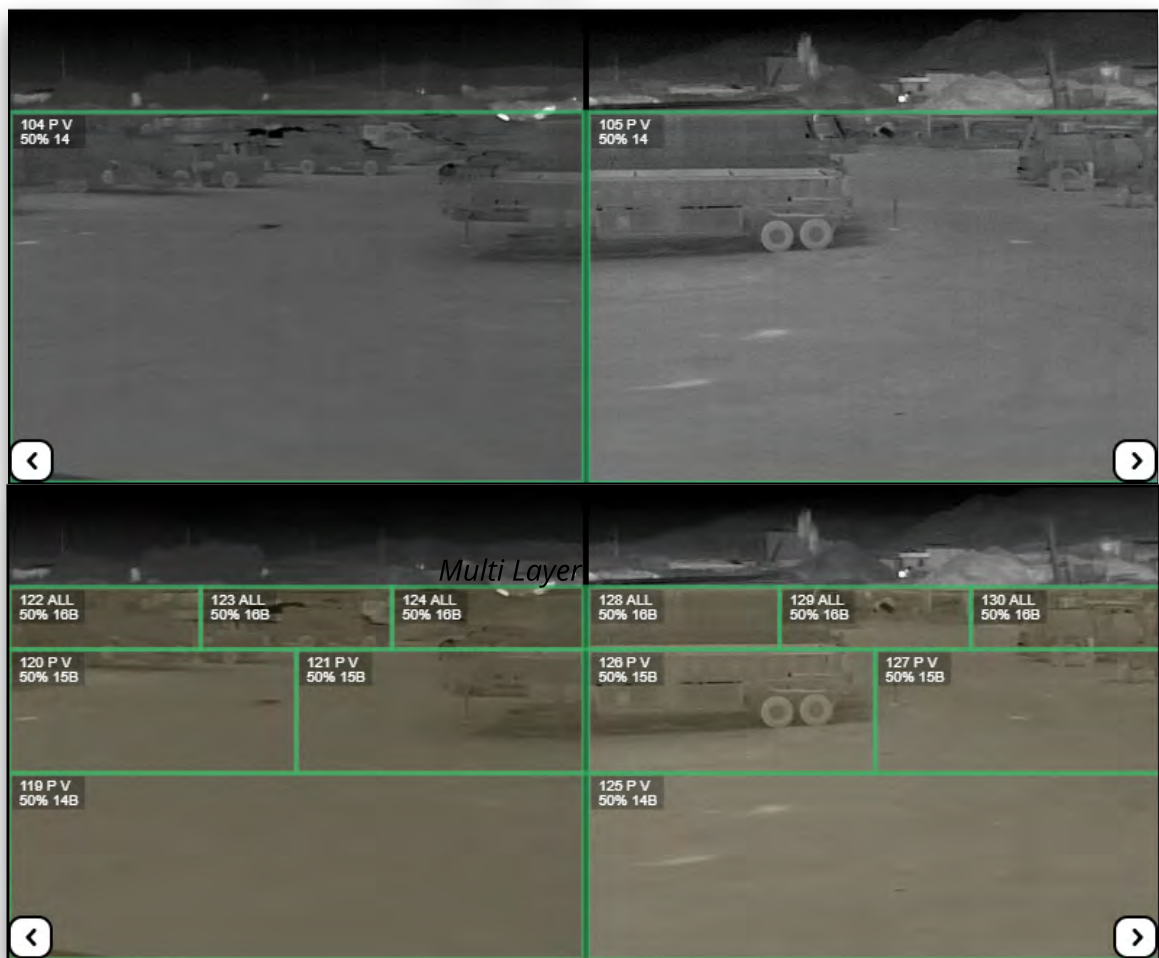 104 P V
50% 14
105 P V
50% 14
Multi Layer
122 ALL
50% 16B
123 ALL
50% 16B
124 ALL
50% 16B
128 ALL
50% 16B
129 ALL
50% 16B
130 ALL
50% 16B
120 P V
50% 15B
121 P V
50% 15B
126 P V
50% 15B
127 P V
50% 15B
119 P V
50% 14B
125 P V
50% 14B